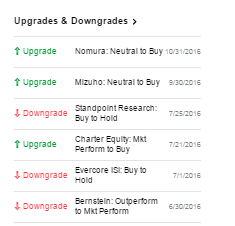 Upgrades & Downgrades >
Upgrade Nomura: Neutral to Buy 10/31/2016
Upgrade Mizuho: Neutral to Buy 9/30/2016
Downgrade Standpoint Research: Buy to Hold 7/25/2016
Upgrade Charter Equity: Mkt Perform to Buy 7/21/2016
Downgrade Evercore ISI: Buy to Hold 7/1/2016
Downgrade Bernstein: Outperform to Mkt Perform 6/30/2016